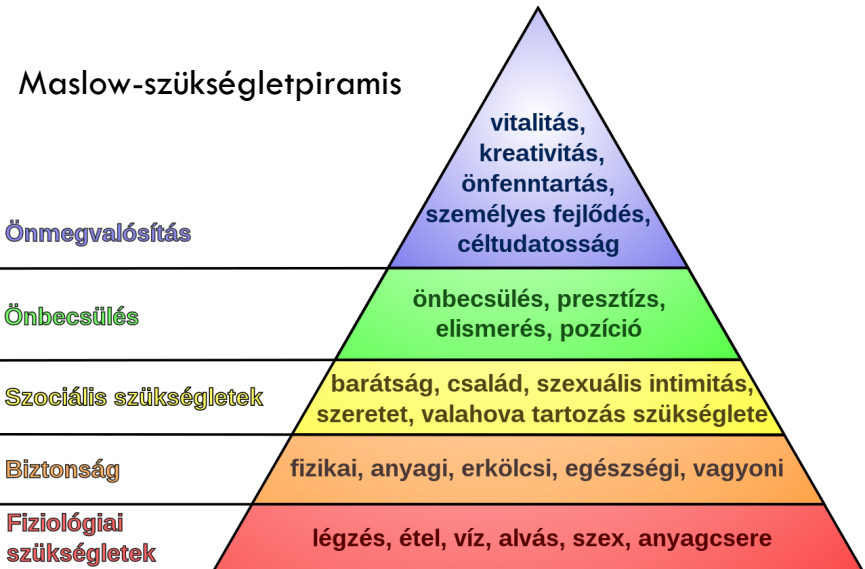 Maslow-szükségletpiramis
vitalitás,
kreativitás,
önfenntartás,
személyes fejlődés,
céltudatosság
Önmegvalósítás
önbecsülés, presztízs,
elismerés, pozíció
Önbecsülés
barátság, család, szexuális intimitás,
szeretet, valahova tartozás szükséglete
Szociális szükségletek
fizikai, anyagi, erkölcsi, egészségi, vagyoni
Biztonság
légzés, étel, víz, alvás, szex, anyagcsere
Fiziológiai
szükségletek